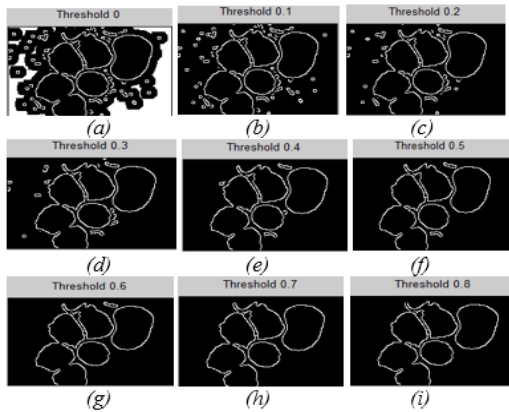 Threshold 0 Threshold 0.1 Threshold 0.2
(a) (b) (c)
Threshold 0.3 Threshold 0.4 Threshold 0.5
(d) (e) (f)
Threshold 0.6 Threshold 0.7 Threshold 0.8
(g) (h) (i)